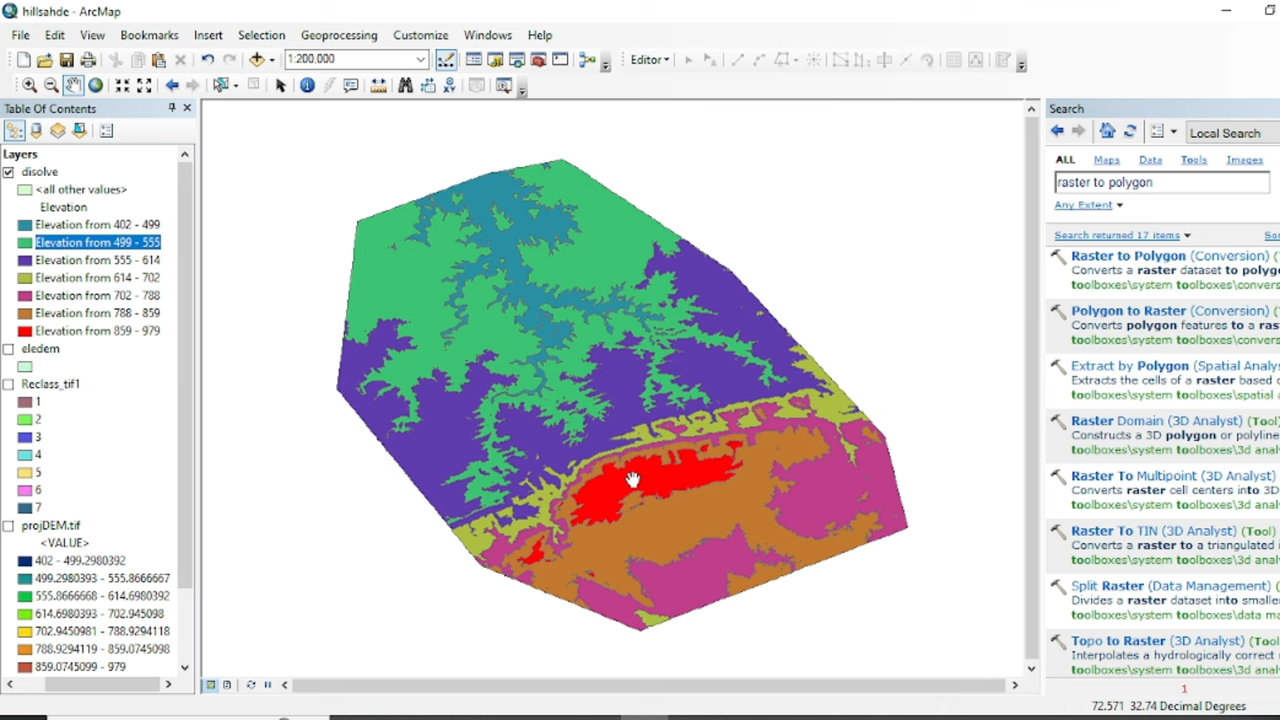 hillsahde - ArcMap
File Edit View Bookmarks Insert Selection Geoprocessing Customize Windows Help
1:200,000
Editor
Table Of Contents
Layers
disolve
<all other values>
Elevation
Elevation from 402 - 499
Elevation from 499 - 555
Elevation from 555 - 614
Elevation from 614 - 702
Elevation from 702 - 788
Elevation from 788 - 859
Elevation from 859 - 979
eledem
Reclass_tif1
1
2
3
4
5
6
7
projDEM.tif
<VALUE>
402 - 499.2980392
499.2980393 - 555.8666667
555.8666668 - 614.6980392
614.6980393 - 702.945098
702.9450981 - 788.9294118
788.9294119 - 859.0745098
859.0745099 - 979
Search
Local Search
ALL Maps Data Tools Images
raster to polygon
Any Extent
Search returned 17 items So
Raster to Polygon (Conversion) (
Converts a raster dataset to polyg
toolboxes\system toolboxes\convers
Polygon to Raster (Conversion) (
Converts polygon features to a ras
toolboxes\system toolboxes\convers
Extract by Polygon (Spatial Analys
Extracts the cells of a raster based o
toolboxes\system toolboxes\spatial a
Raster Domain (3D Analyst) (Tool)
Constructs a 3D polygon or polyline
toolboxes\system toolboxes\3d analy
Raster To Multipoint (3D Analyst)
Converts raster cell centers into 3D
toolboxes\system toolboxes\3d analy
Raster To TIN (3D Analyst) (Tool)
Converts a raster to a triangulated i
toolboxes\system toolboxes\3d analy
Split Raster (Data Management) (
Divides a raster dataset into smalle
toolboxes\system toolboxes\data ma
Topo to Raster (3D Analyst) (Tool
Interpolates a hydrologically correct
toolboxes\system toolboxes\3d analy
1
72.571 32.74 Decimal Degrees